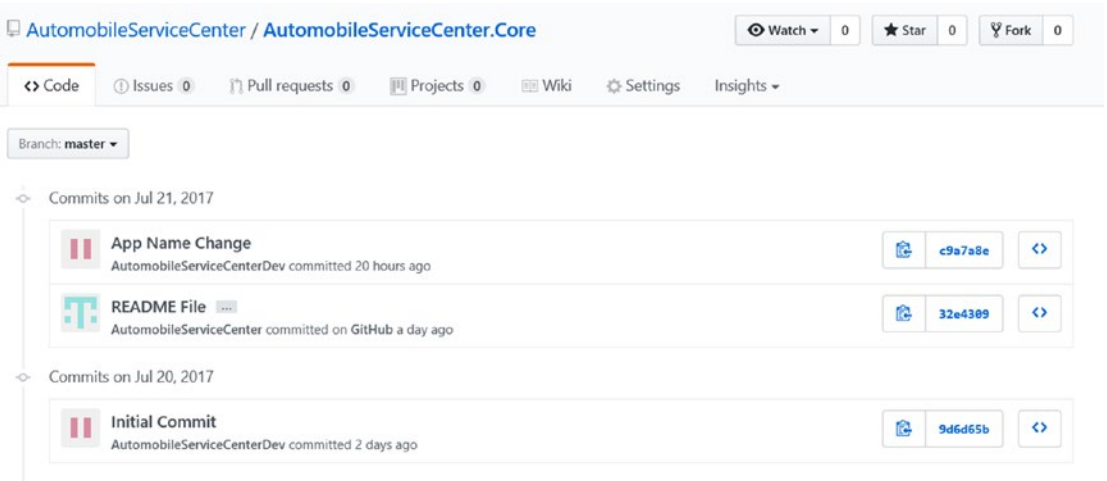 AutomobileServiceCenter / AutomobileServiceCenter.Core Watch 0 Star 0 Fork 0
<> Code Issues 0 Pull requests 0 Projects 0 Wiki Settings Insights
Branch: master
Commits on Jul 21, 2017
App Name Change
AutomobileServiceCenterDev committed 20 hours ago
c9a7a8e <>
README File ...
AutomobileServiceCenter committed on GitHub a day ago
32e4309 <>
Commits on Jul 20, 2017
Initial Commit
AutomobileServiceCenterDev committed 2 days ago
9d6d65b <>